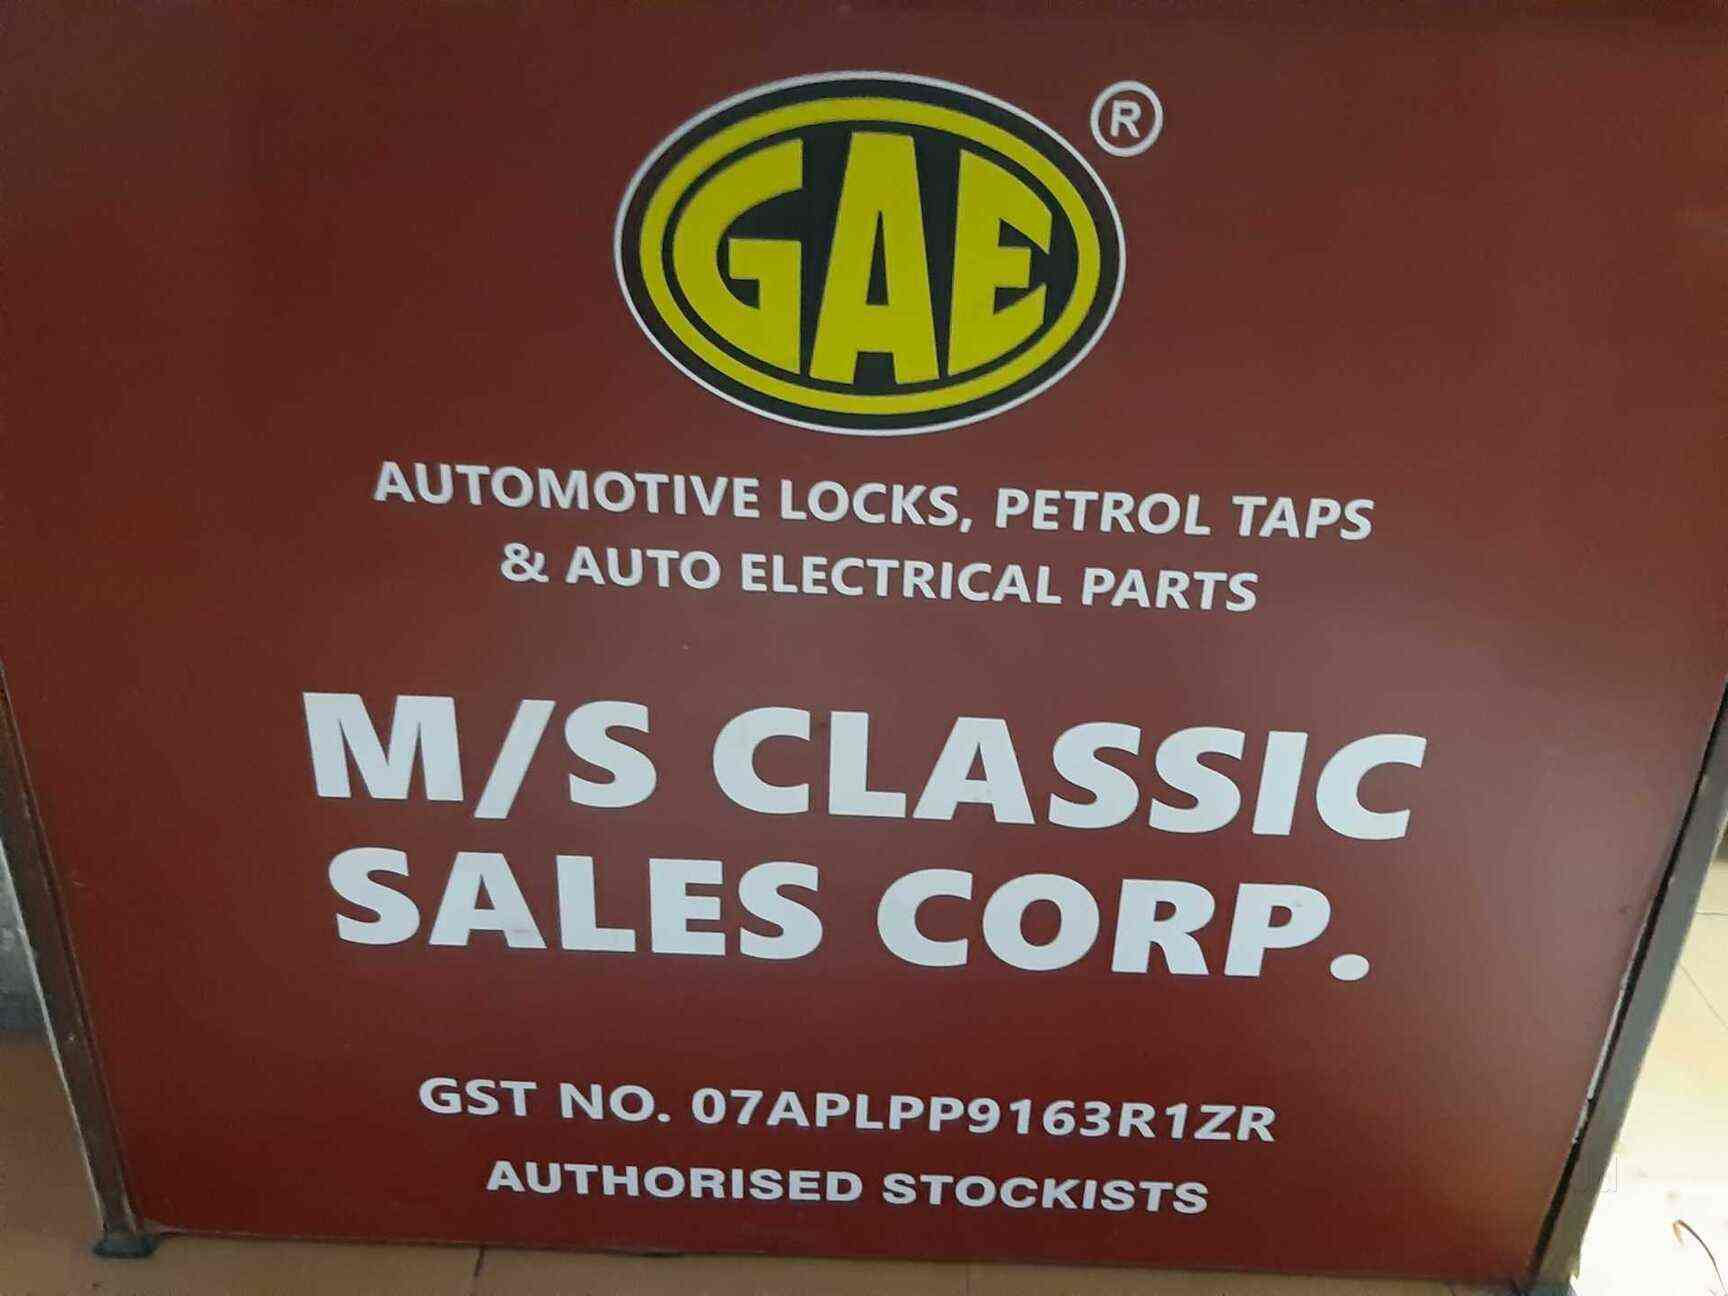 GAE ®
AUTOMOTIVE LOCKS, PETROL TAPS
& AUTO ELECTRICAL PARTS
M/S CLASSIC
SALES CORP.
GST NO. 07APLPP9163R1ZR
AUTHORISED STOCKISTS